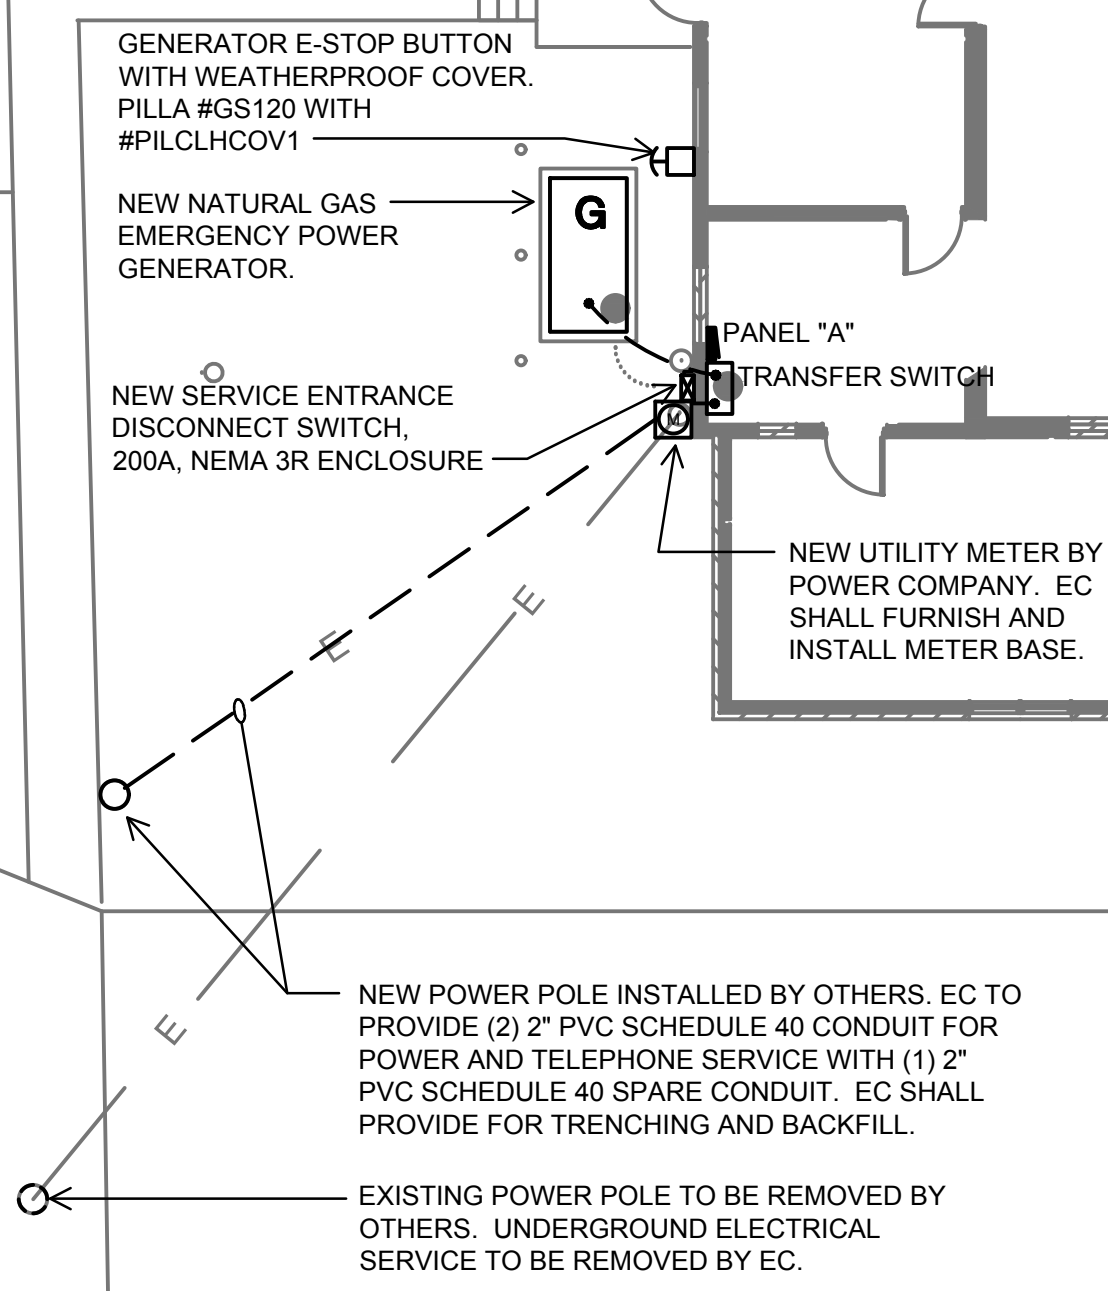 GENERATOR E-STOP BUTTON
WITH WEATHERPROOF COVER.
PILLA #GS120 WITH
#PILCLHCOV1
NEW NATURAL GAS
EMERGENCY POWER
GENERATOR.
G
PANEL "A"
TRANSFER SWITCH
NEW SERVICE ENTRANCE
DISCONNECT SWITCH,
200A, NEMA 3R ENCLOSURE
M
NEW UTILITY METER BY
POWER COMPANY.  EC
SHALL FURNISH AND
INSTALL METER BASE.
E
E
E
NEW POWER POLE INSTALLED BY OTHERS. EC TO
PROVIDE (2) 2" PVC SCHEDULE 40 CONDUIT FOR
POWER AND TELEPHONE SERVICE WITH (1) 2"
PVC SCHEDULE 40 SPARE CONDUIT.  EC SHALL
PROVIDE FOR TRENCHING AND BACKFILL.
EXISTING POWER POLE TO BE REMOVED BY
OTHERS.  UNDERGROUND ELECTRICAL
SERVICE TO BE REMOVED BY EC.